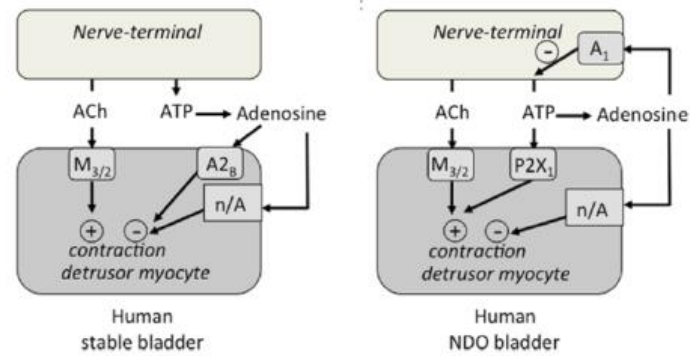 Nerve-terminal
ACh
ATP
Adenosine
M3/2
A2B
n/A
+
-
contraction
detrusor myocyte
Human
stable bladder
Nerve-terminal
-
A1
ACh
ATP
Adenosine
M3/2
P2X1
n/A
+
-
contraction
detrusor myocyte
Human
NDO bladder